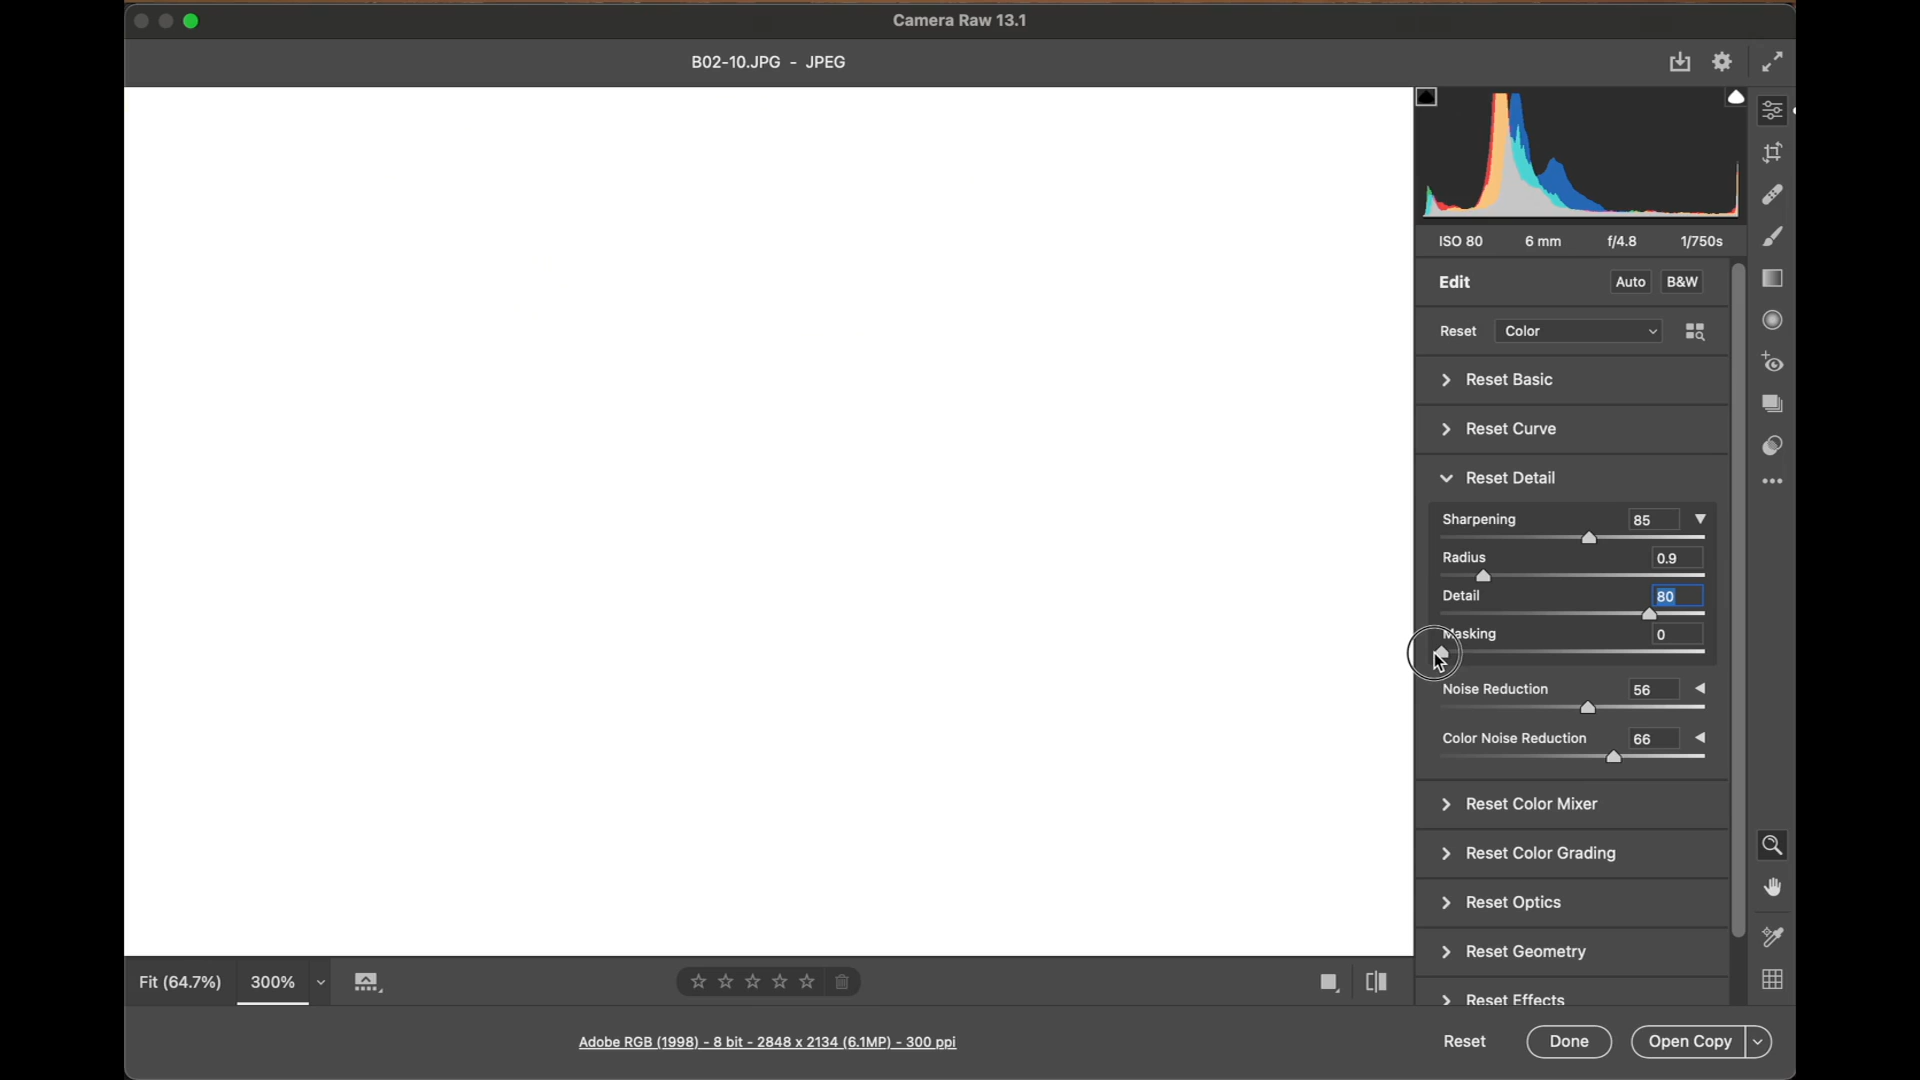 Camera Raw 13.1
B02-10.JPG - JPEG
ISO 80 6 mm f/4.8 1/750s
Edit Auto B&W
Reset Color
Reset Basic
Reset Curve
Reset Detail
Sharpening 85
Radius 0.9
Detail 80
Masking 0
Noise Reduction 56
Color Noise Reduction 66
Reset Color Mixer
Reset Color Grading
Reset Optics
Reset Geometry
Reset Effects
Fit (64.7%) 300%
Adobe RGB (1998) - 8 bit - 2848 x 2134 (6.1MP) - 300 ppi
Reset Done Open Copy